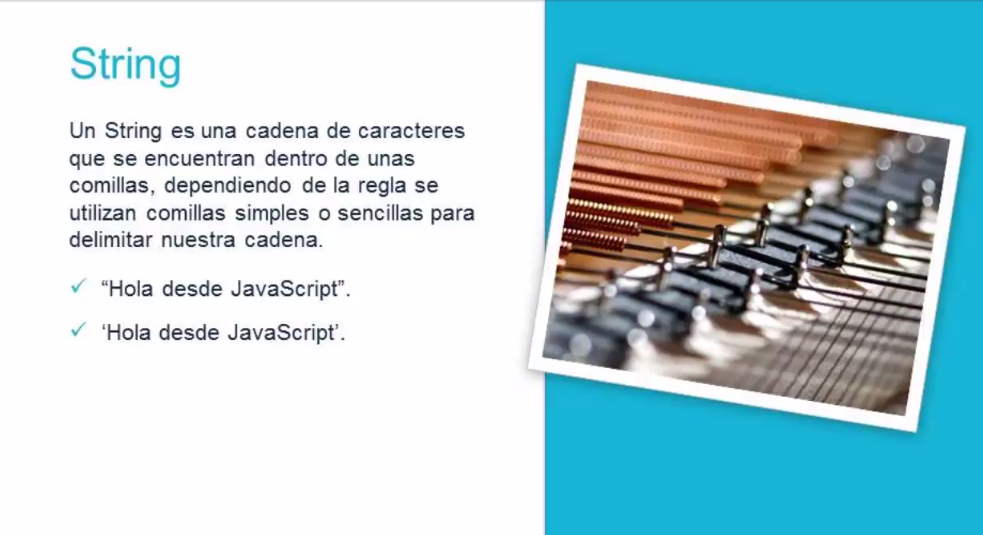 String
Un String es una cadena de caracteres
que se encuentran dentro de unas
comillas, dependiendo de la regla se
utilizan comillas simples o sencillas para
delimitar nuestra cadena.
✓ “Hola desde JavaScript”.
✓ ‘Hola desde JavaScript’.